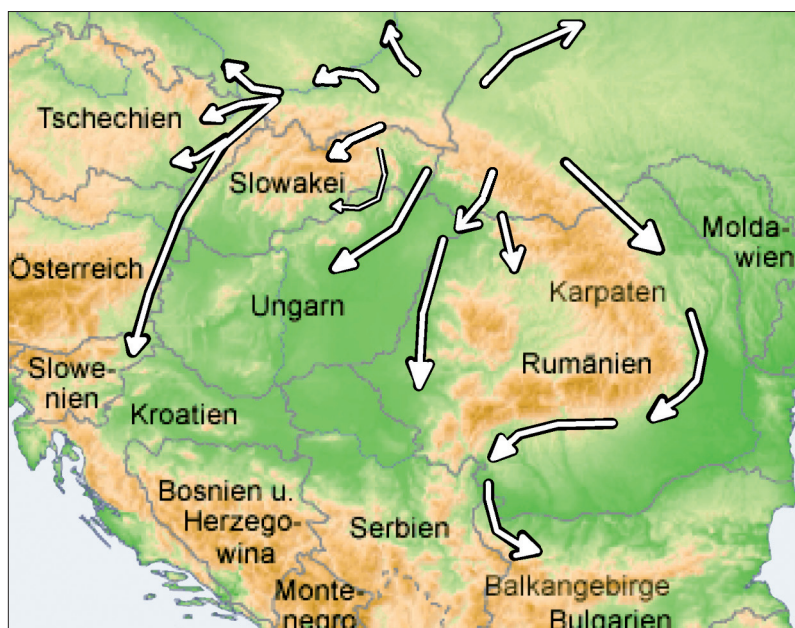 Tschechien
Slowakei
Molda-
wien
Österreich
Ungarn
Karpaten
Rumänien
Slowe-
nien
Kroatien
Bosnien u.
Herzego-
wina
Serbien
Monte-
negro
Balkangebirge
Bulgarien